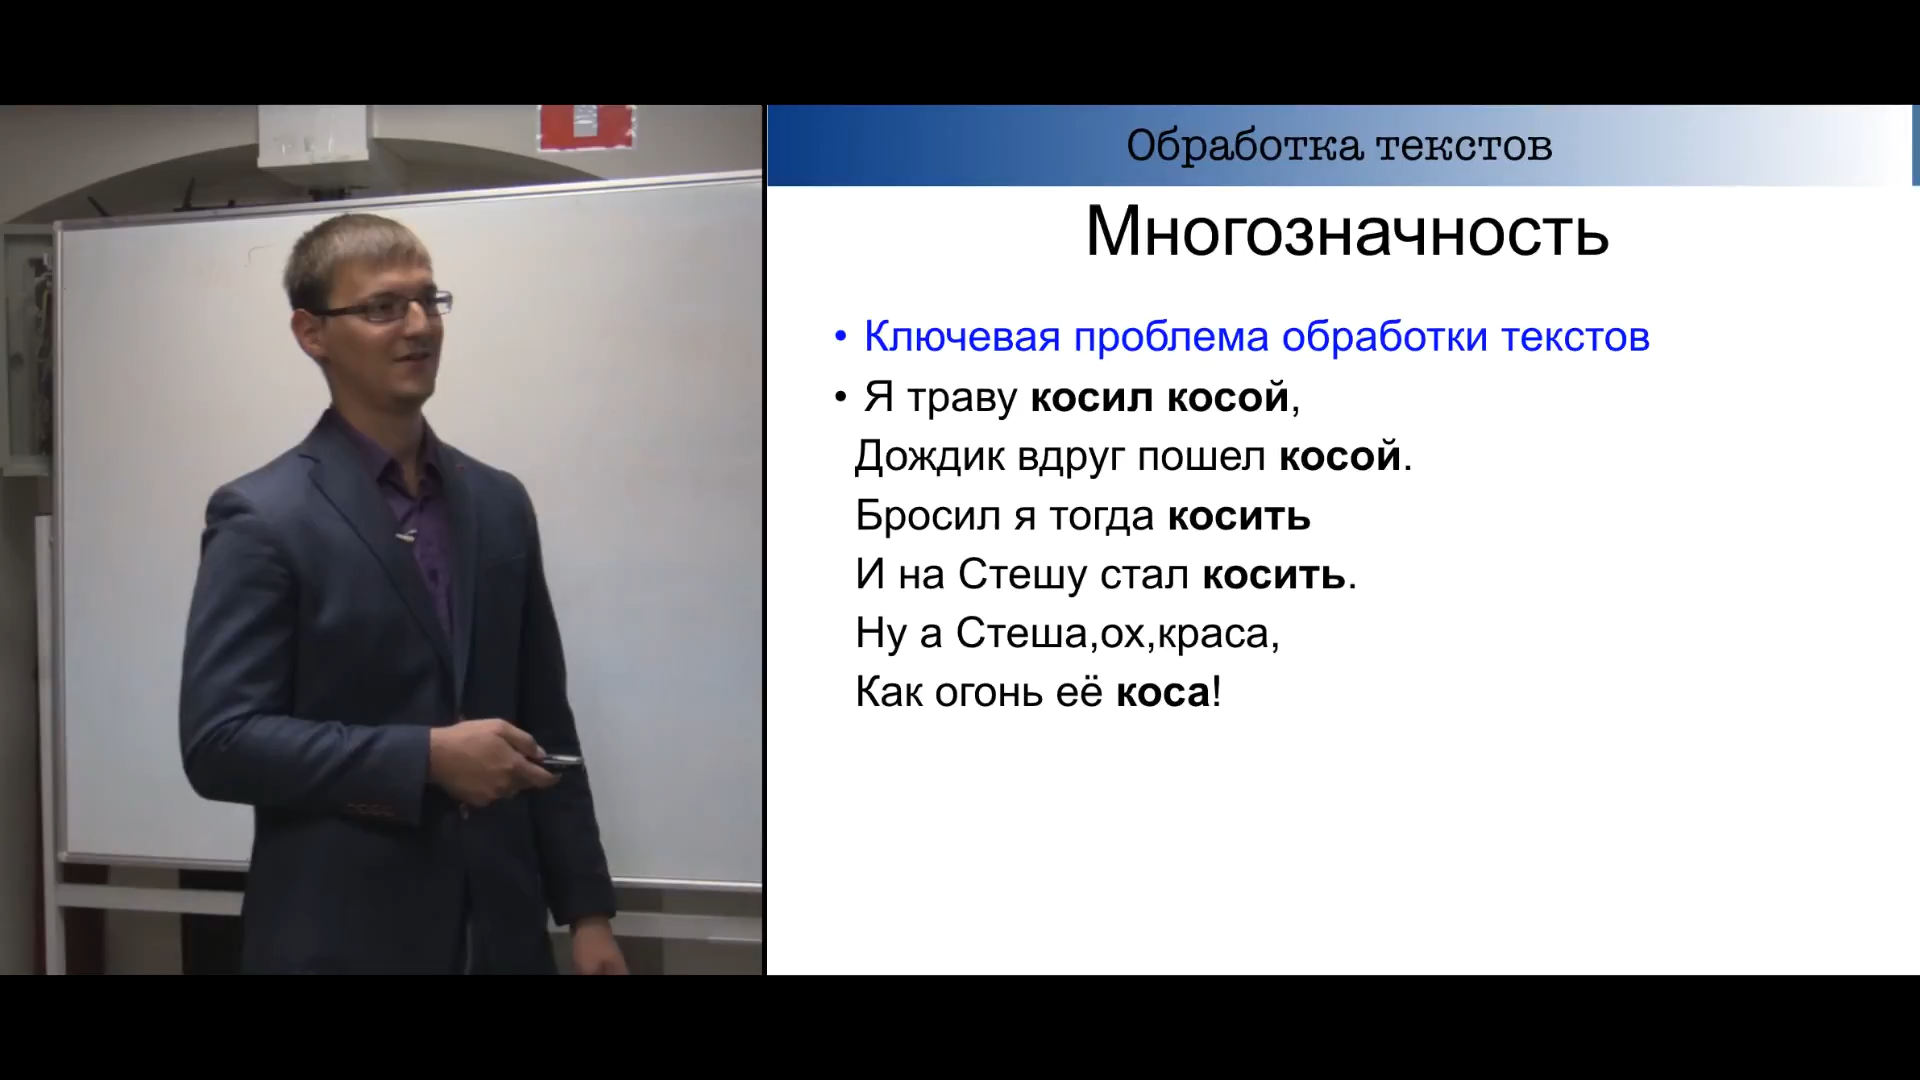 Обработка текстов
Многозначность
• Ключевая проблема обработки текстов
• Я траву косил косой,
Дождик вдруг пошел косой.
Бросил я тогда косить
И на Стешу стал косить.
Ну а Стеша,ох,краса,
Как огонь её коса!